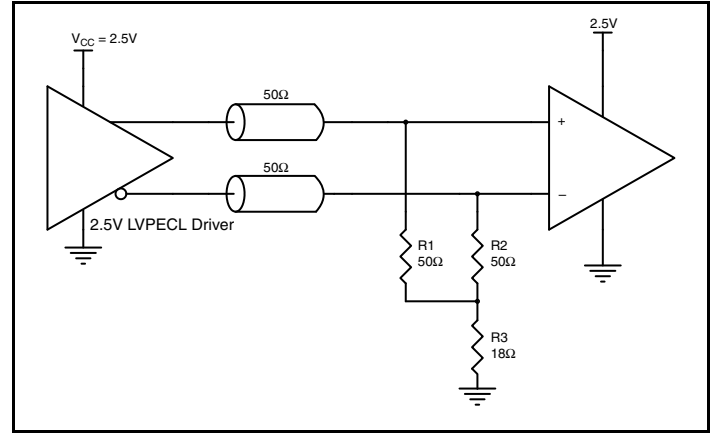 V_CC = 2.5V
2.5V
50Ω
50Ω
+
–
2.5V LVPECL Driver
R1
50Ω
R2
50Ω
R3
18Ω